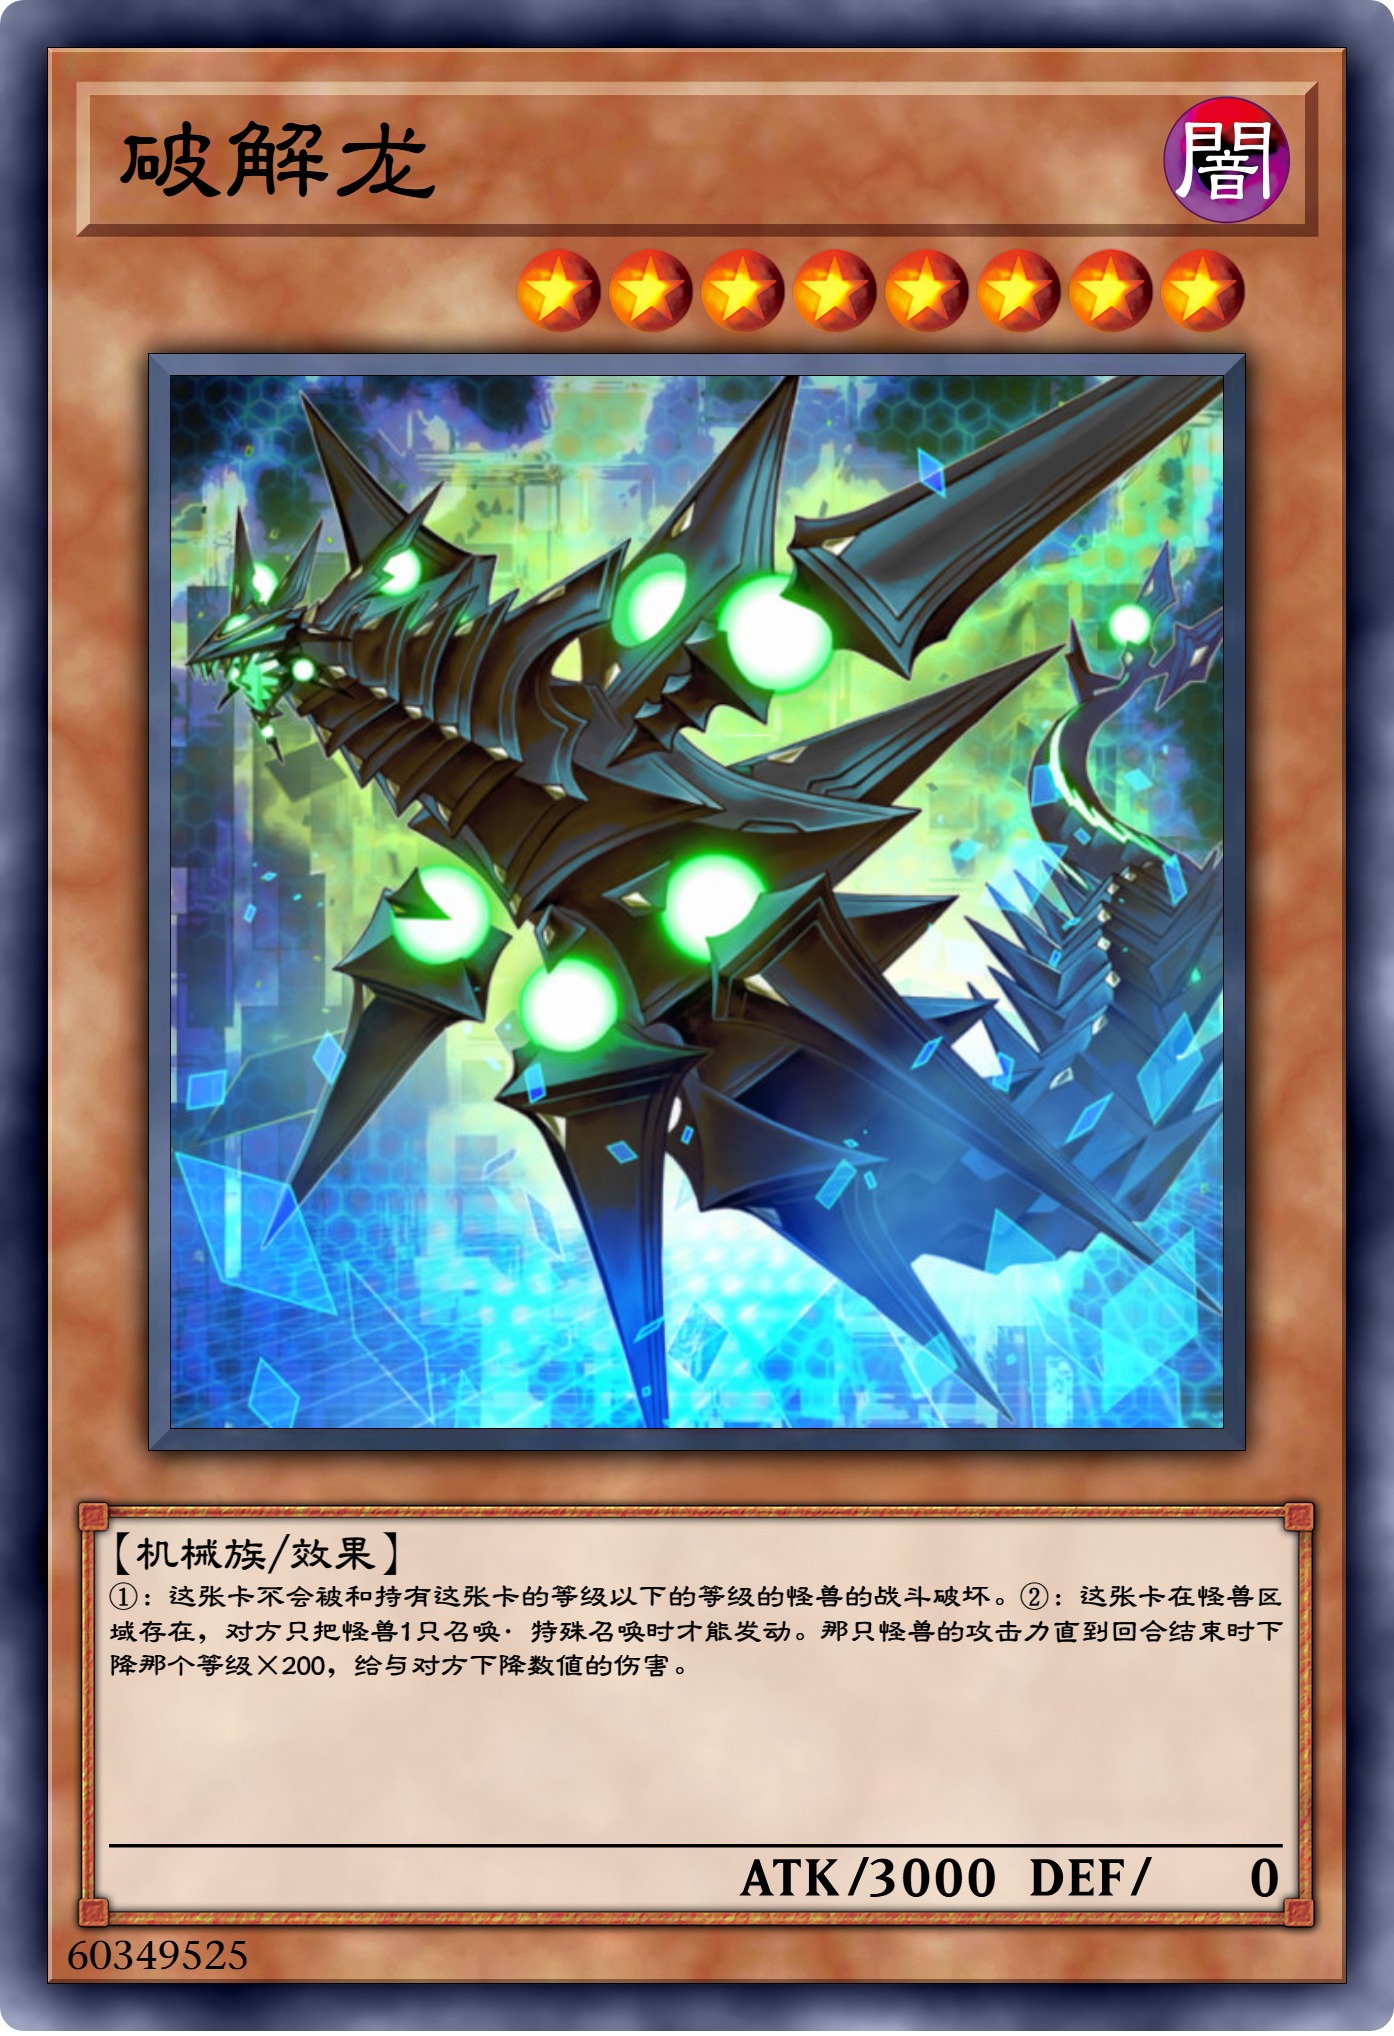 破解龙
闇
【机械族/效果】
①：这张卡不会被和持有这张卡的等级以下的等级的怪兽的战斗破坏。②：这张卡在怪兽区
域存在，对方只把怪兽1只召唤·特殊召唤时才能发动。那只怪兽的攻击力直到回合结束时下
降那个等级×200，给与对方下降数值的伤害。
ATK/3000 DEF/ 0
60349525